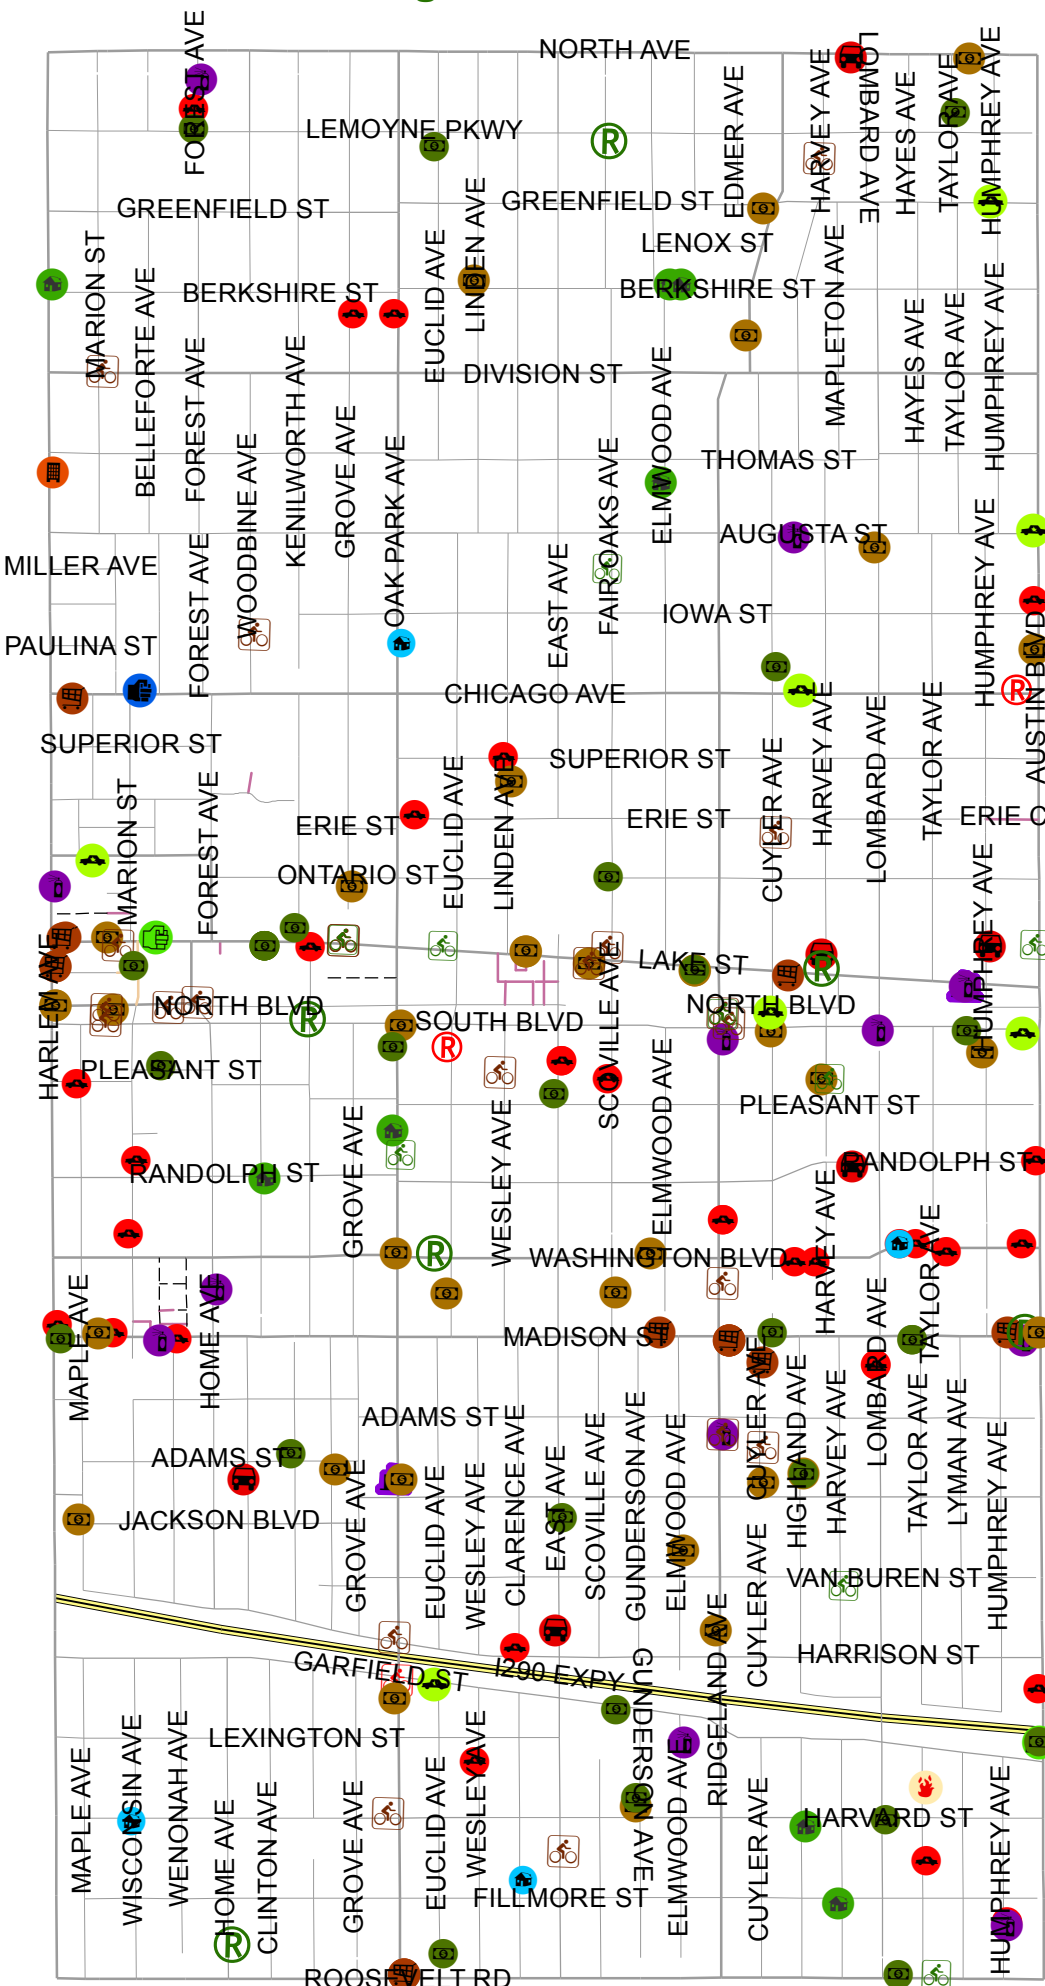 NORTH AVE
FOREST AVE
LEMOYNE PKWY
®
EDMER AVE
HARVEY AVE
LOMBARD AVE
HAYES AVE
TAYLOR AVE
HUMPHREY AVE
GREENFIELD ST
GREENFIELD ST
LENOX ST
MARION ST
BELLEFORTE AVE
BERKSHIRE ST
EUCLID AVE
LINDEN AVE
BERKSHIRE ST
MAPLETON AVE
HAYES AVE
TAYLOR AVE
HUMPHREY AVE
FOREST AVE
KENILWORTH AVE
DIVISION ST
ELMWOOD AVE
WOODBINE AVE
GROVE AVE
OAK PARK AVE
FAIR OAKS AVE
THOMAS ST
AUGUSTA ST
MILLER AVE
FOREST AVE
EAST AVE
IOWA ST
HUMPHREY AVE
PAULINA ST
CHICAGO AVE
®
AUSTIN BLVD
SUPERIOR ST
SUPERIOR ST
HARVEY AVE
LOMBARD AVE
TAYLOR AVE
MARION ST
FOREST AVE
ERIE ST
EUCLID AVE
LINDEN AVE
ERIE ST
CUYLER AVE
ERIE C
ONTARIO ST
HUMPHREY AVE
HARLEM AVE
LAKE ST
SCOVILLE AVE
®
NORTH BLVD
®
SOUTH BLVD
NORTH BLVD
®
PLEASANT ST
PLEASANT ST
ELMWOOD AVE
WESLEY AVE
GROVE AVE
RANDOLPH ST
RANDOLPH ST
HARVEY AVE
TAYLOR AVE
®
WASHINGTON BLVD
MAPLE AVE
HOME AVE
MADISON ST
LOMBARD AVE
®
CUYLER AVE
HIGHLAND AVE
HARVEY AVE
TAYLOR AVE
LYMAN AVE
HUMPHREY AVE
ADAMS ST
ADAMS ST
CLARENCE AVE
EAST AVE
SCOVILLE AVE
GUNDERSON AVE
ELMWOOD AVE
GROVE AVE
EUCLID AVE
WESLEY AVE
JACKSON BLVD
CUYLER AVE
VAN BUREN ST
RIDGELAND AVE
HARRISON ST
GARFIELD ST
I290 EXPY
GUNDERSON AVE
LEXINGTON ST
MAPLE AVE
WISCONSIN AVE
WENONAH AVE
HOME AVE
CLINTON AVE
GROVE AVE
EUCLID AVE
WESLEY AVE
ELMWOOD AVE
CUYLER AVE
HARVARD ST
HUMPHREY AVE
FILLMORE ST
®
ROOSEVELT RD